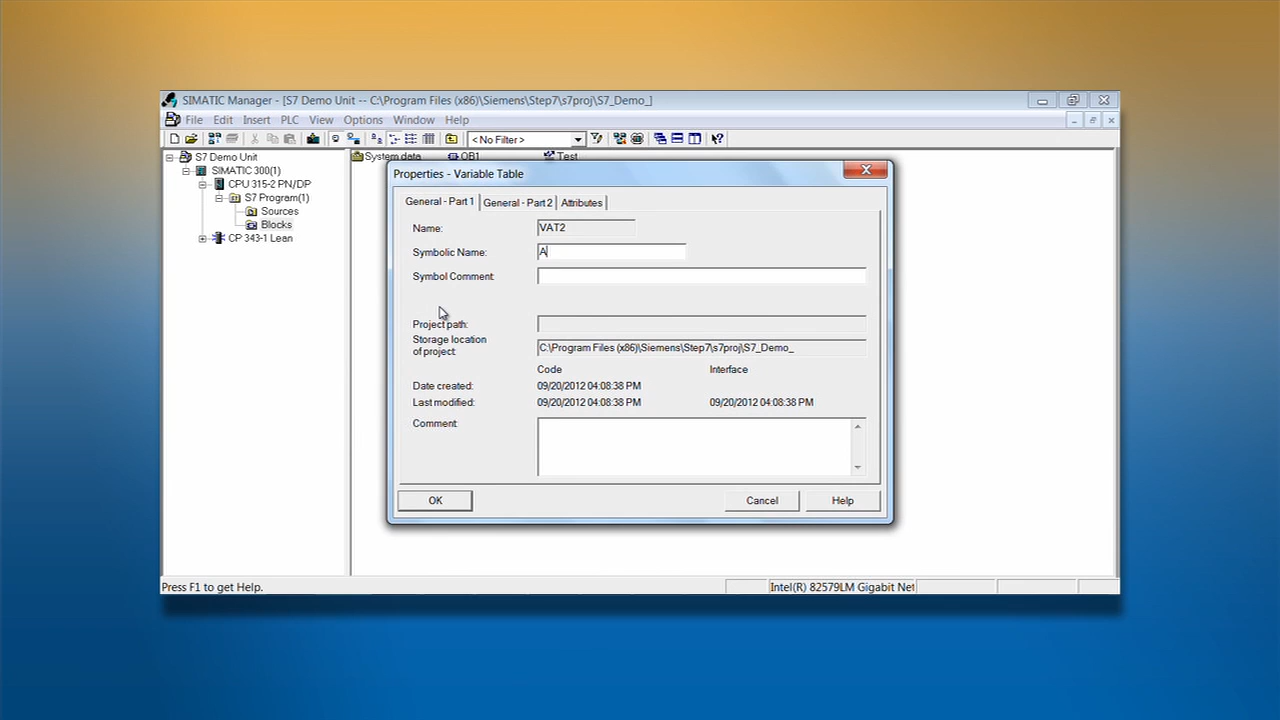 SIMATIC Manager - [S7 Demo Unit -- C:\Program Files (x86)\Siemens\Step7\s7proj\S7_Demo_]
File Edit Insert PLC View Options Window Help
< No Filter >
S7 Demo Unit
SIMATIC 300(1)
CPU 315-2 PN/DP
S7 Program(1)
Sources
Blocks
CP 343-1 Lean
System data OB1 Test
Properties - Variable Table
General - Part 1 General - Part 2 Attributes
Name: VAT2
Symbolic Name: A
Symbol Comment:
Project path:
Storage location
of project: C:\Program Files (x86)\Siemens\Step7\s7proj\S7_Demo_
Code Interface
Date created: 09/20/2012 04:08:38 PM
Last modified: 09/20/2012 04:08:38 PM 09/20/2012 04:08:38 PM
Comment:
OK Cancel Help
Press F1 to get Help. Intel(R) 82579LM Gigabit Net